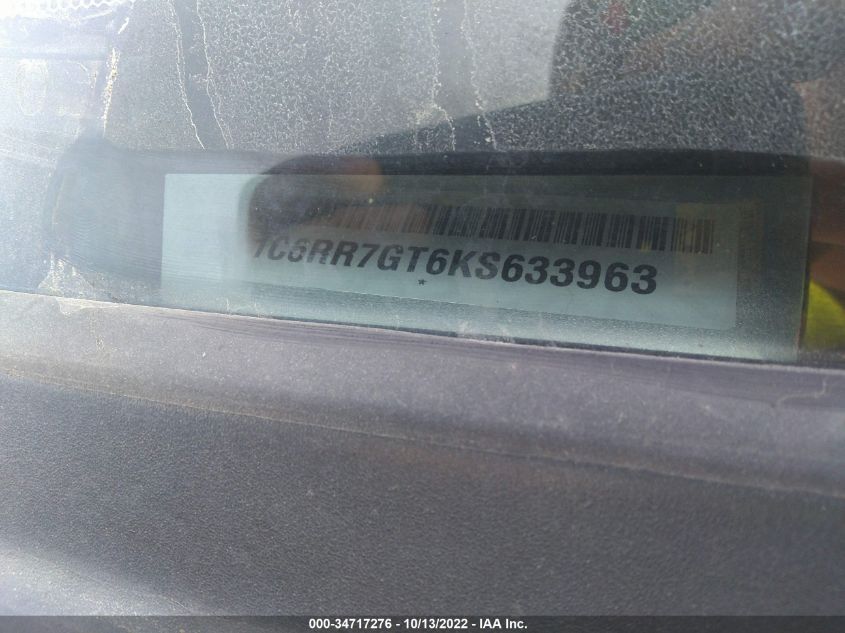 1C6RR7GT6KS633963
*
000-34717276 - 10/13/2022 - IAA Inc.